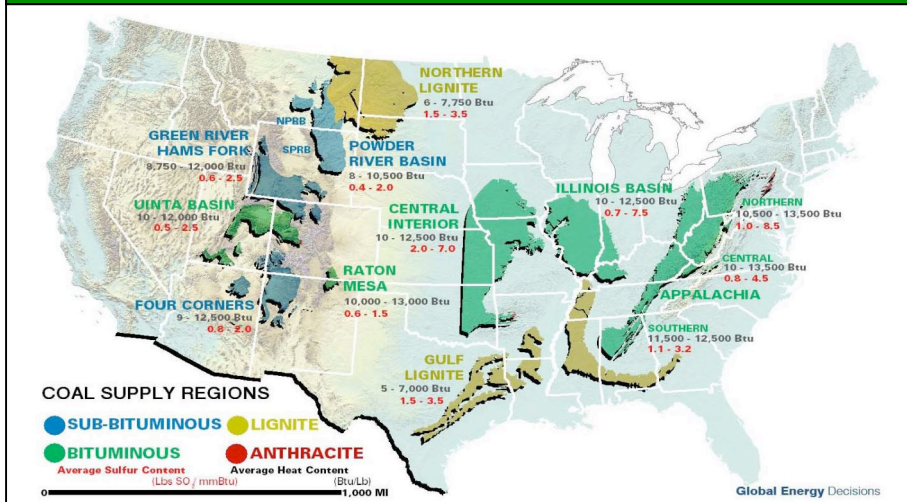 NORTHERN
LIGNITE
6 - 7,750 Btu
1.5 - 3.5
NPRB
SPRB
GREEN RIVER
HAMS FORK
8,750 - 12,000 Btu
0.6 - 2.5
POWDER
RIVER BASIN
8 - 10,500 Btu
0.4 - 2.0
UINTA BASIN
10 - 12,000 Btu
0.5 - 2.5
CENTRAL
INTERIOR
10 - 12,500 Btu
2.0 - 7.0
ILLINOIS BASIN
10 - 12,500 Btu
0.7 - 7.5
NORTHERN
10,500 - 13,500 Btu
1.0 - 8.5
CENTRAL
10 - 13,500 Btu
0.8 - 4.5
APPALACHIA
SOUTHERN
11,500 - 12,500 Btu
1.1 - 3.2
RATON
MESA
10,000 - 13,000 Btu
0.6 - 1.5
FOUR CORNERS
9 - 12,500 Btu
0.8 - 2.0
GULF
LIGNITE
5 - 7,000 Btu
1.5 - 3.5
COAL SUPPLY REGIONS
SUB-BITUMINOUS
LIGNITE
BITUMINOUS
ANTHRACITE
Average Sulfur Content
Average Heat Content
(Lbs SO₂/ mmBtu)
(Btu/Lb)
0
1,000 MI
Global Energy Decisions